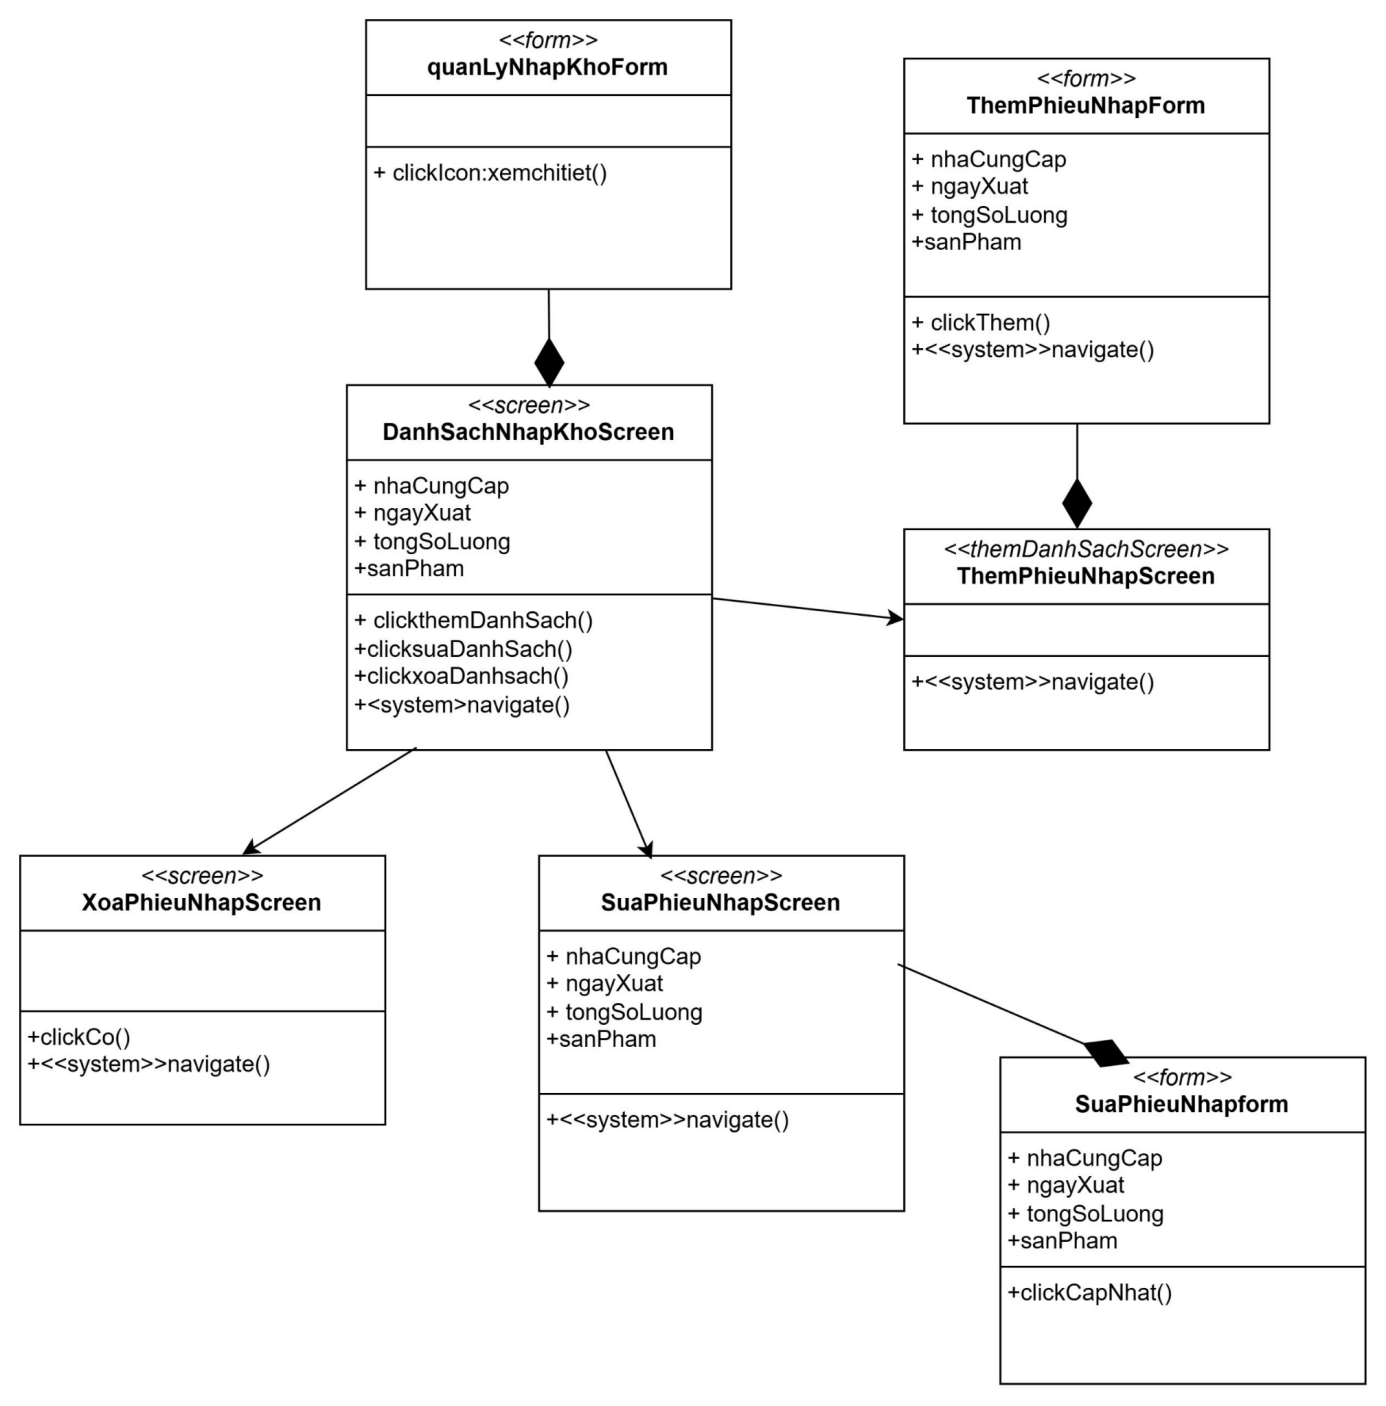 <<form>>
quanLyNhapKhoForm
+ clickIcon:xemchitiet()
<<form>>
ThemPhieuNhapForm
+ nhaCungCap
+ ngayXuat
+ tongSoLuong
+sanPham
+ clickThem()
+<<system>>navigate()
<<screen>>
DanhSachNhapKhoScreen
+ nhaCungCap
+ ngayXuat
+ tongSoLuong
+sanPham
+ clickthemDanhSach()
+clicksuaDanhSach()
+clickxoaDanhsach()
+<system>navigate()
<<themDanhSachScreen>>
ThemPhieuNhapScreen
+<<system>>navigate()
<<screen>>
XoaPhieuNhapScreen
+clickCo()
+<<system>>navigate()
<<screen>>
SuaPhieuNhapScreen
+ nhaCungCap
+ ngayXuat
+ tongSoLuong
+sanPham
+<<system>>navigate()
<<form>>
SuaPhieuNhapform
+ nhaCungCap
+ ngayXuat
+ tongSoLuong
+sanPham
+clickCapNhat()